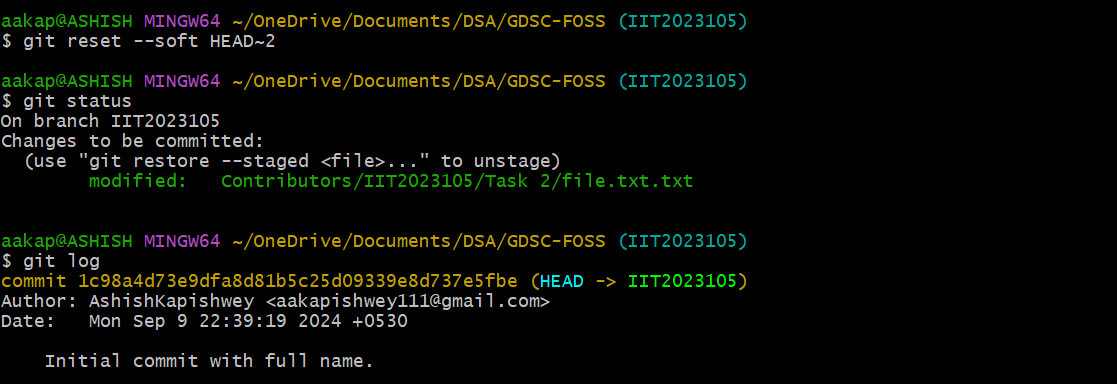 aakap@ASHISH MINGW64 ~/OneDrive/Documents/DSA/GDSC-FOSS (IIT2023105)
$ git reset --soft HEAD~2
aakap@ASHISH MINGW64 ~/OneDrive/Documents/DSA/GDSC-FOSS (IIT2023105)
$ git status
On branch IIT2023105
Changes to be committed:
  (use "git restore --staged <file>..." to unstage)
        modified:   Contributors/IIT2023105/Task 2/file.txt.txt
aakap@ASHISH MINGW64 ~/OneDrive/Documents/DSA/GDSC-FOSS (IIT2023105)
$ git log
commit 1c98a4d73e9dfa8d81b5c25d09339e8d737e5fbe (HEAD -> IIT2023105)
Author: AshishKapishwey <aakapishwey111@gmail.com>
Date:   Mon Sep 9 22:39:19 2024 +0530
    Initial commit with full name.